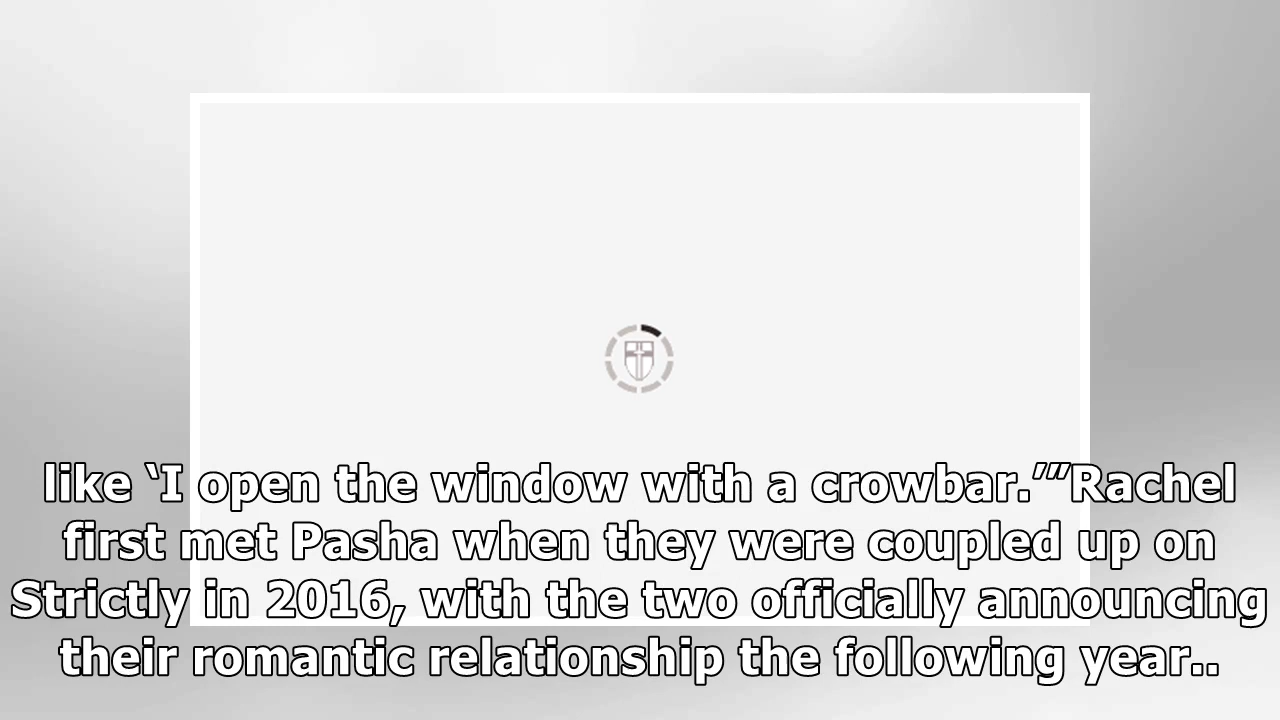 like ‘I open the window with a crowbar.’”Rachel
first met Pasha when they were coupled up on
Strictly in 2016, with the two officially announcing
their romantic relationship the following year..